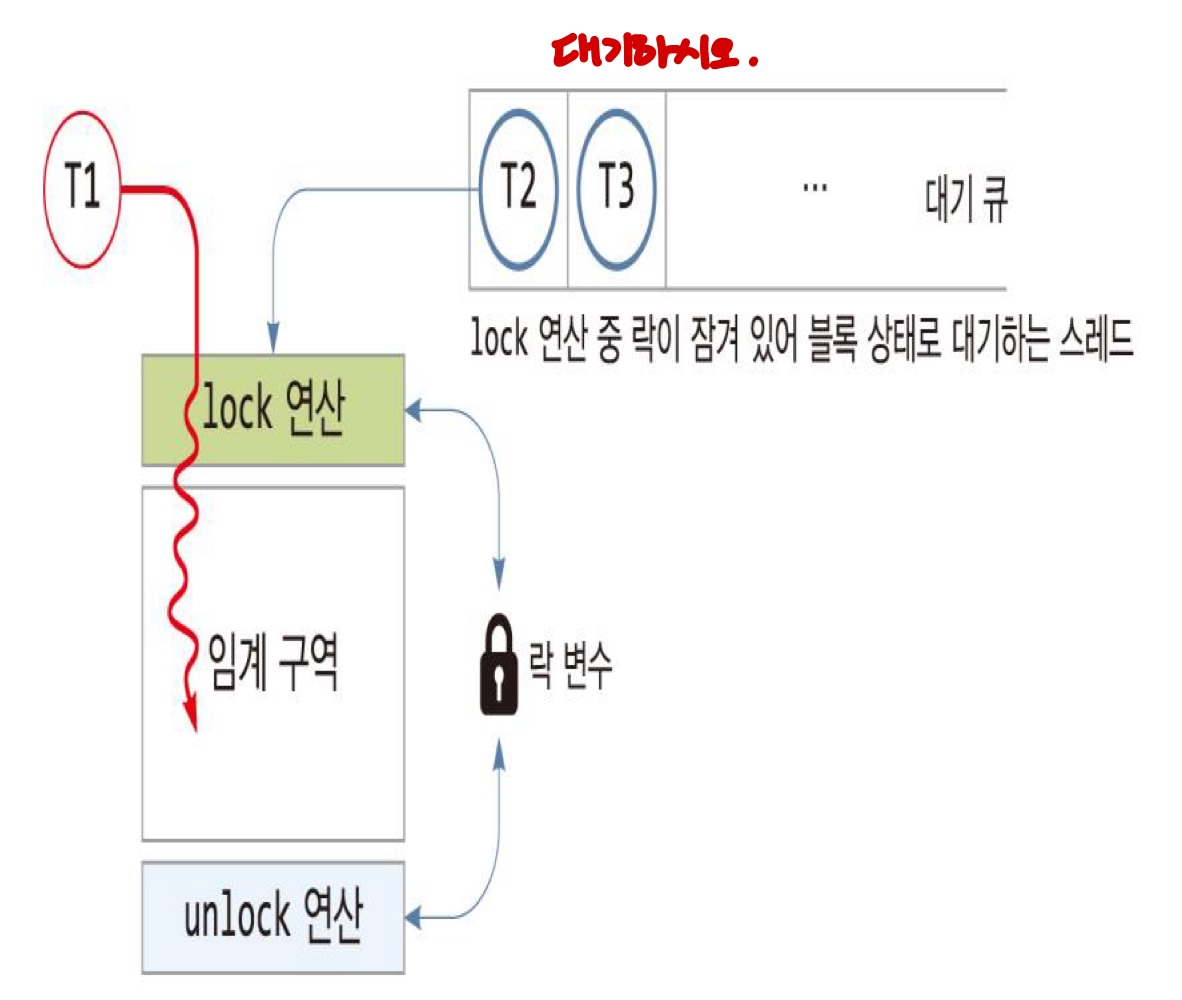 대기하시오.
T1
T2
T3
...
대기 큐
lock 연산 중 락이 잠겨 있어 블록 상태로 대기하는 스레드
lock 연산
임계 구역
락 변수
unlock 연산